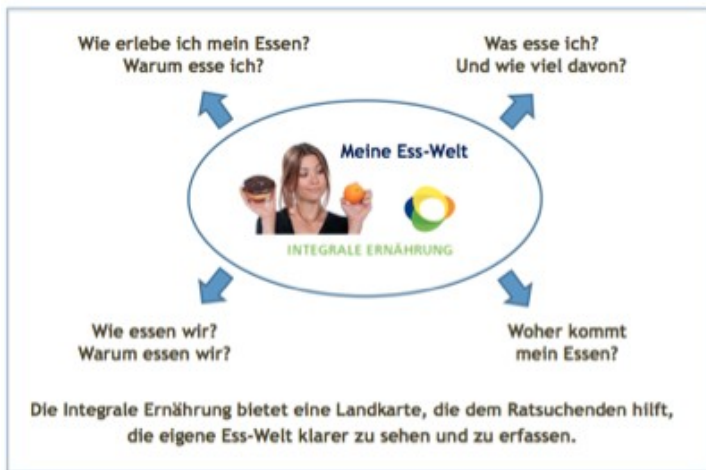 Wie erlebe ich mein Essen?
Warum esse ich?
Was esse ich?
Und wie viel davon?
Meine Ess-Welt
INTEGRALE ERNÄHRUNG
Wie essen wir?
Warum essen wir?
Woher kommt
mein Essen?
Die Integrale Ernährung bietet eine Landkarte, die dem Ratsuchenden hilft,
die eigene Ess-Welt klarer zu sehen und zu erfassen.